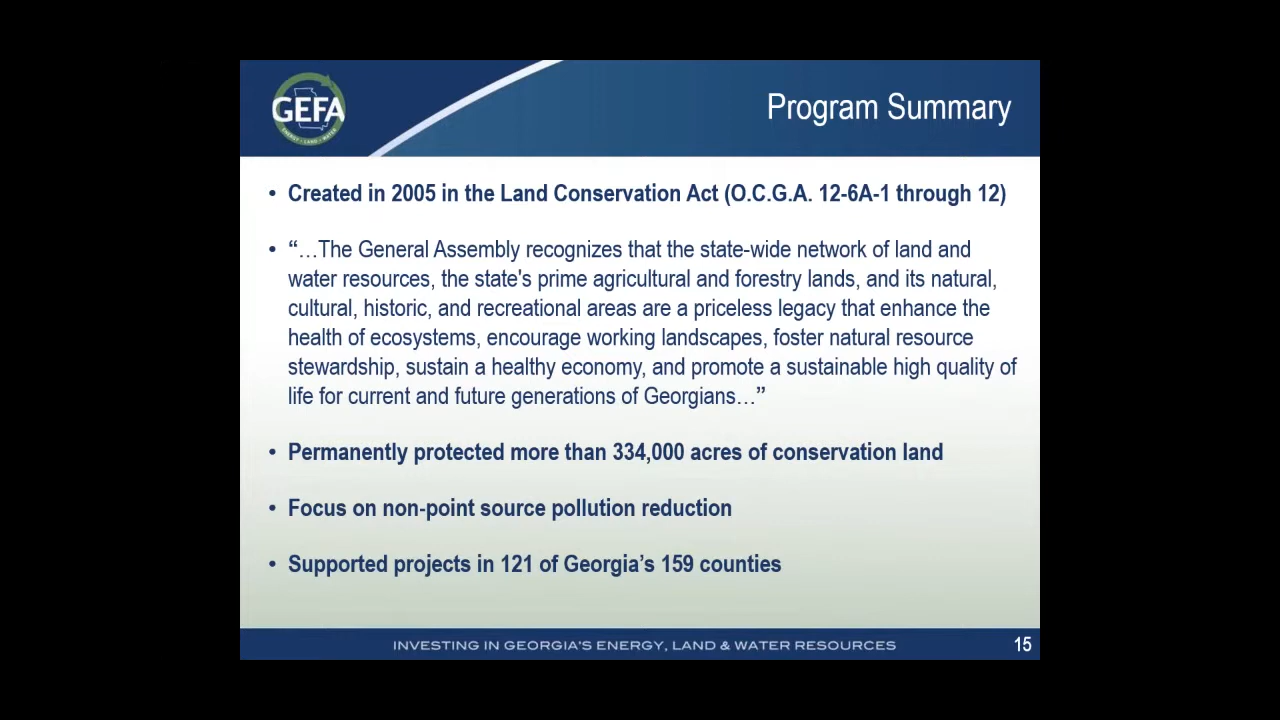 GEFA
ENERGY • LAND • WATER
Program Summary
• Created in 2005 in the Land Conservation Act (O.C.G.A. 12-6A-1 through 12)
• “…The General Assembly recognizes that the state-wide network of land and
water resources, the state's prime agricultural and forestry lands, and its natural,
cultural, historic, and recreational areas are a priceless legacy that enhance the
health of ecosystems, encourage working landscapes, foster natural resource
stewardship, sustain a healthy economy, and promote a sustainable high quality of
life for current and future generations of Georgians…”
• Permanently protected more than 334,000 acres of conservation land
• Focus on non-point source pollution reduction
• Supported projects in 121 of Georgia’s 159 counties
INVESTING IN GEORGIA'S ENERGY, LAND & WATER RESOURCES
15